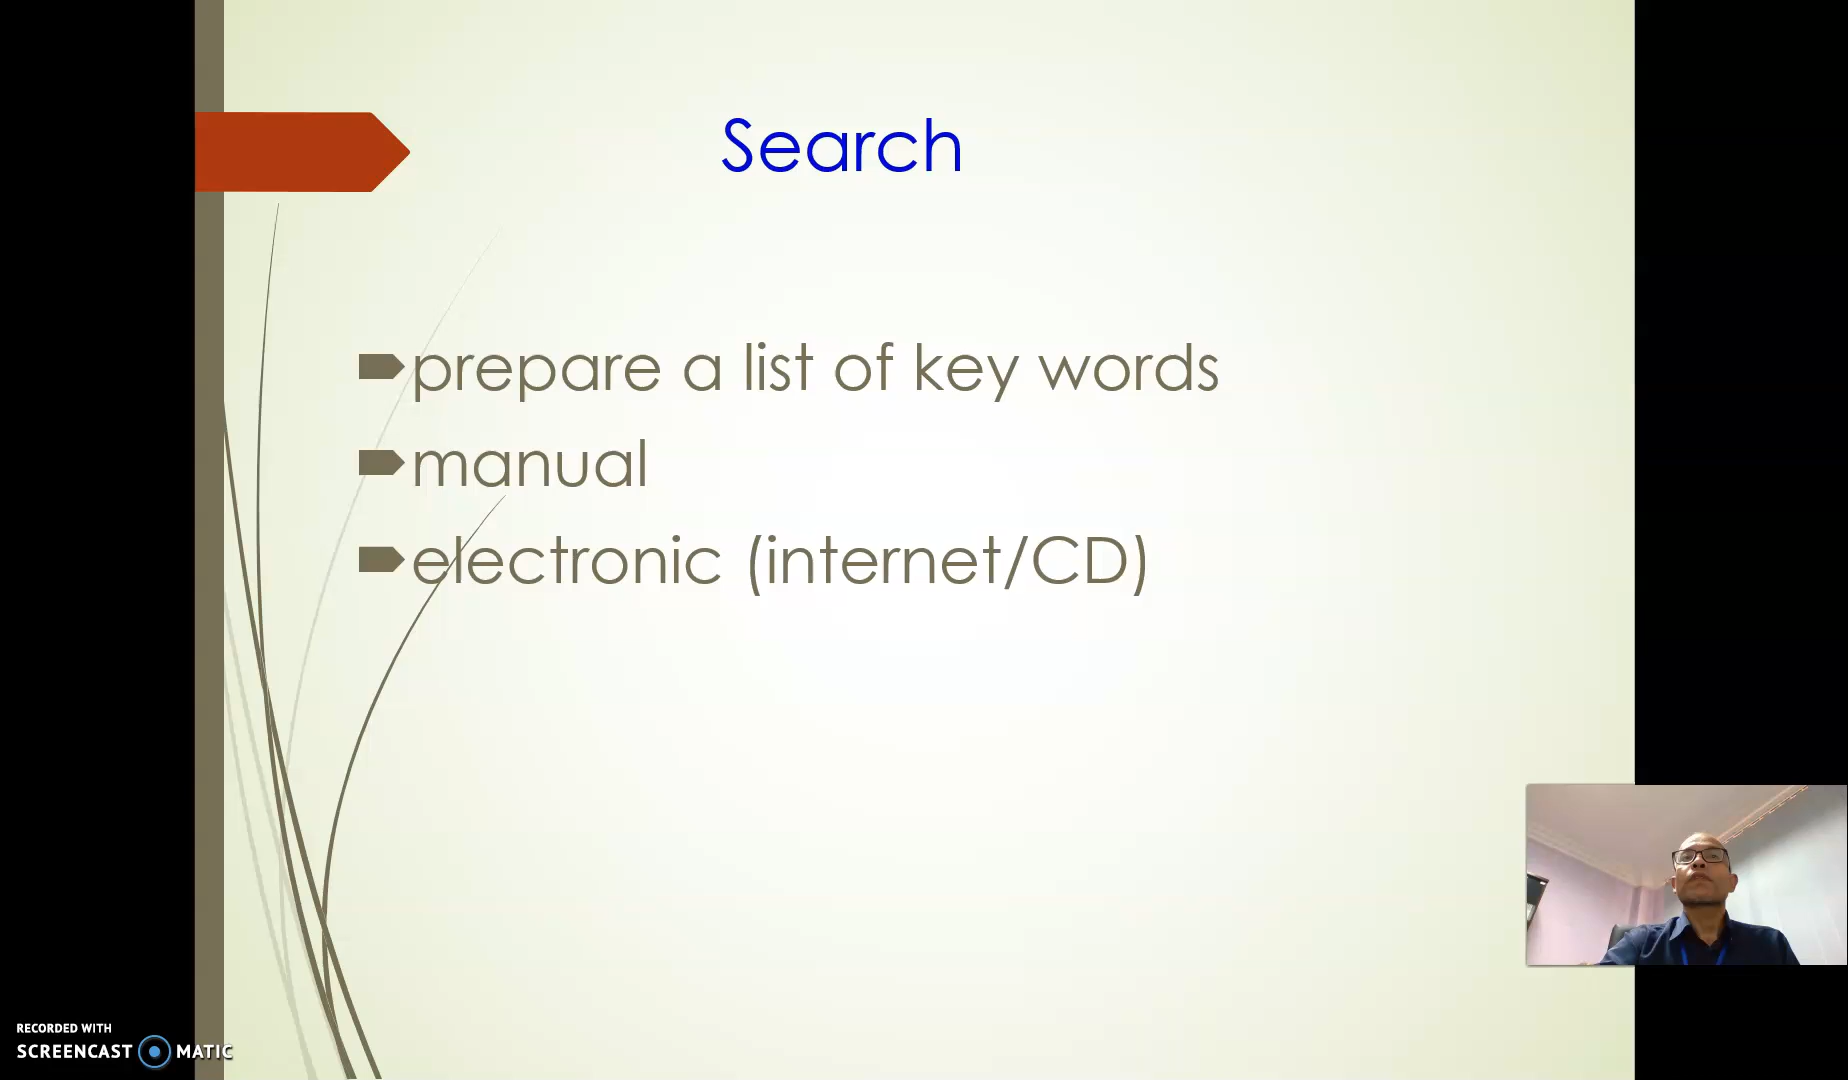 Search
prepare a list of key words
manual
electronic (internet/CD)
RECORDED WITH
SCREENCAST MATIC